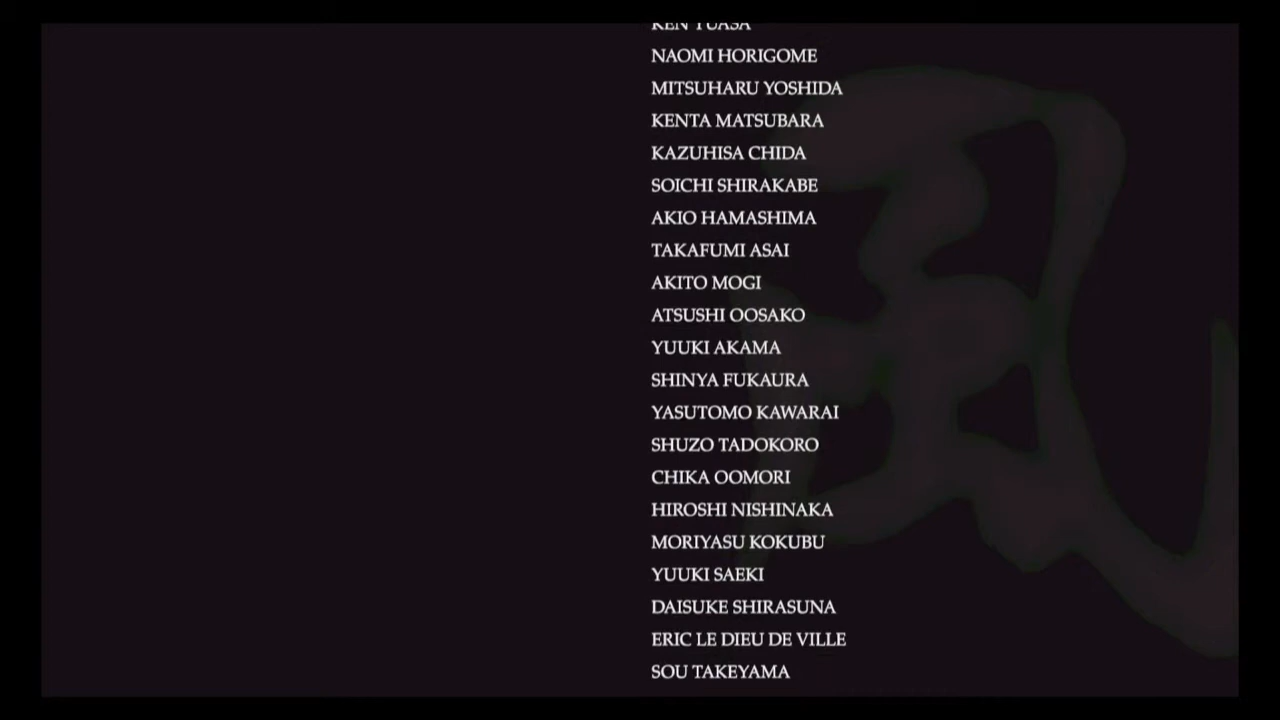 KEN YUASA
NAOMI HORIGOME
MITSUHARU YOSHIDA
KENTA MATSUBARA
KAZUHISA CHIDA
SOICHI SHIRAKABE
AKIO HAMASHIMA
TAKAFUMI ASAI
AKITO MOGI
ATSUSHI OOSAKO
YUUKI AKAMA
SHINYA FUKAURA
YASUTOMO KAWARAI
SHUZO TADOKORO
CHIKA OOMORI
HIROSHI NISHINAKA
MORIYASU KOKUBU
YUUKI SAEKI
DAISUKE SHIRASUNA
ERIC LE DIEU DE VILLE
SOU TAKEYAMA